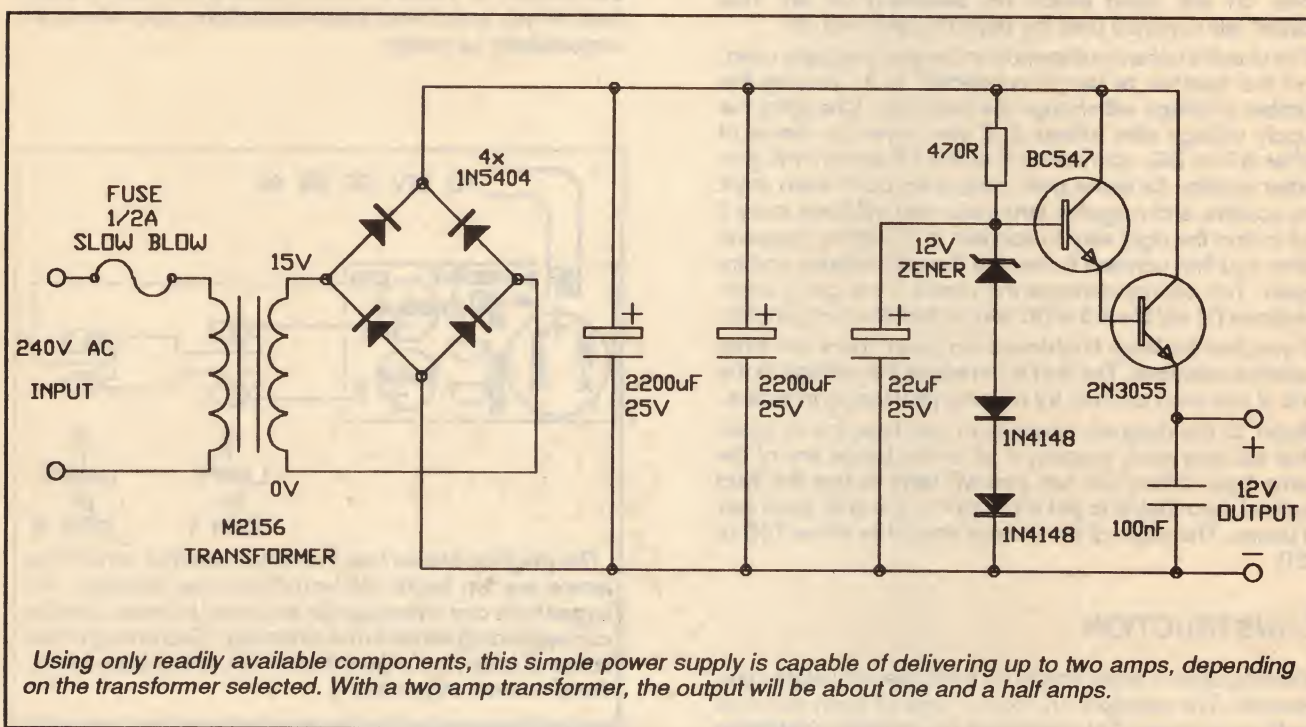 FUSE
1/2A
SLOW BLOW
240V AC
INPUT
15V
0V
M2156
TRANSFORMER
4x
1N5404
2200uF
25V
2200uF
25V
22uF
25V
470R
12V
ZENER
1N4148
1N4148
BC547
2N3055
100nF
12V
OUTPUT
Using only readily available components, this simple power supply is capable of delivering up to two amps, depending
on the transformer selected. With a two amp transformer, the output will be about one and a half amps.